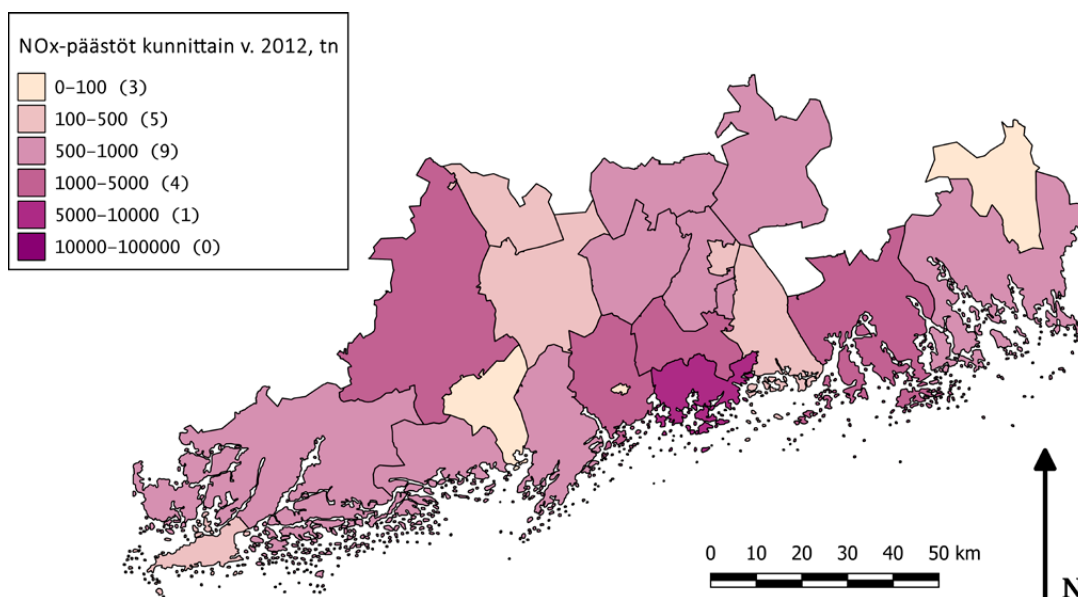 NOx-päästöt kunnittain v. 2012, tn
0–100 (3)
100–500 (5)
500–1000 (9)
1000–5000 (4)
5000–10000 (1)
10000–100000 (0)
0 10 20 30 40 50 km
N